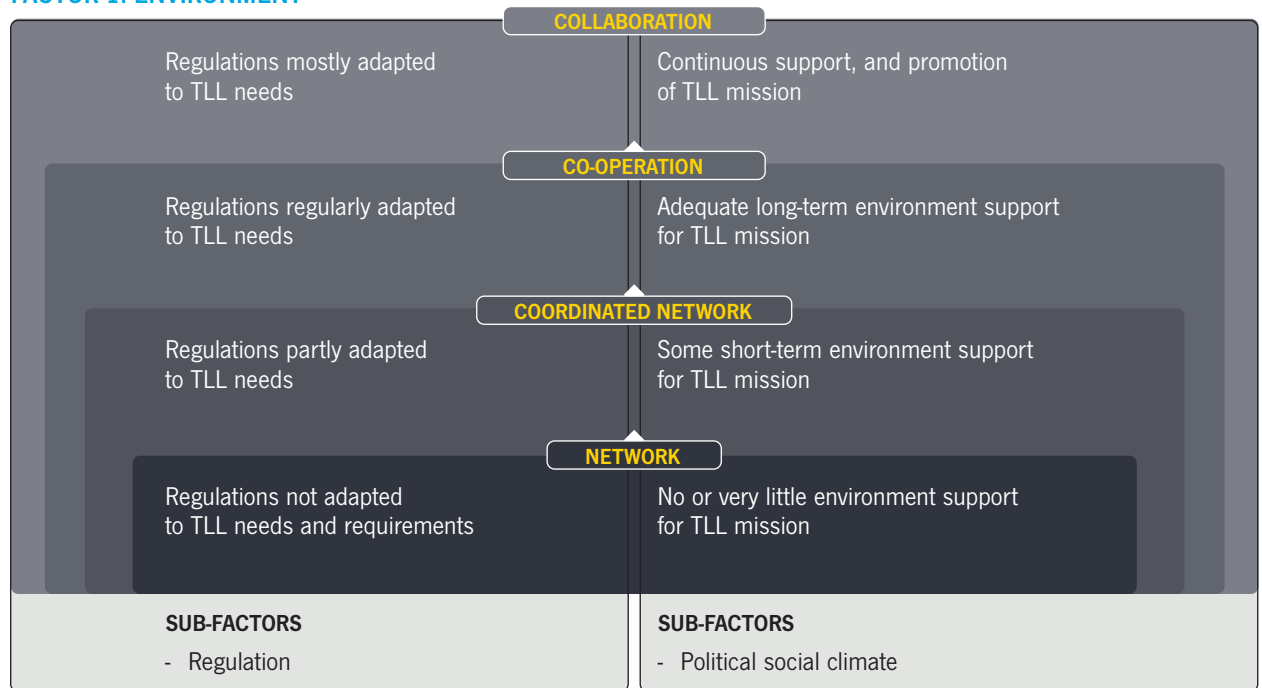 COLLABORATION
Regulations mostly adapted
to TLL needs
Continuous support, and promotion
of TLL mission
CO-OPERATION
Regulations regularly adapted
to TLL needs
Adequate long-term environment support
for TLL mission
COORDINATED NETWORK
Regulations partly adapted
to TLL needs
Some short-term environment support
for TLL mission
NETWORK
Regulations not adapted
to TLL needs and requirements
No or very little environment support
for TLL mission
SUB-FACTORS
- Regulation
SUB-FACTORS
- Political social climate